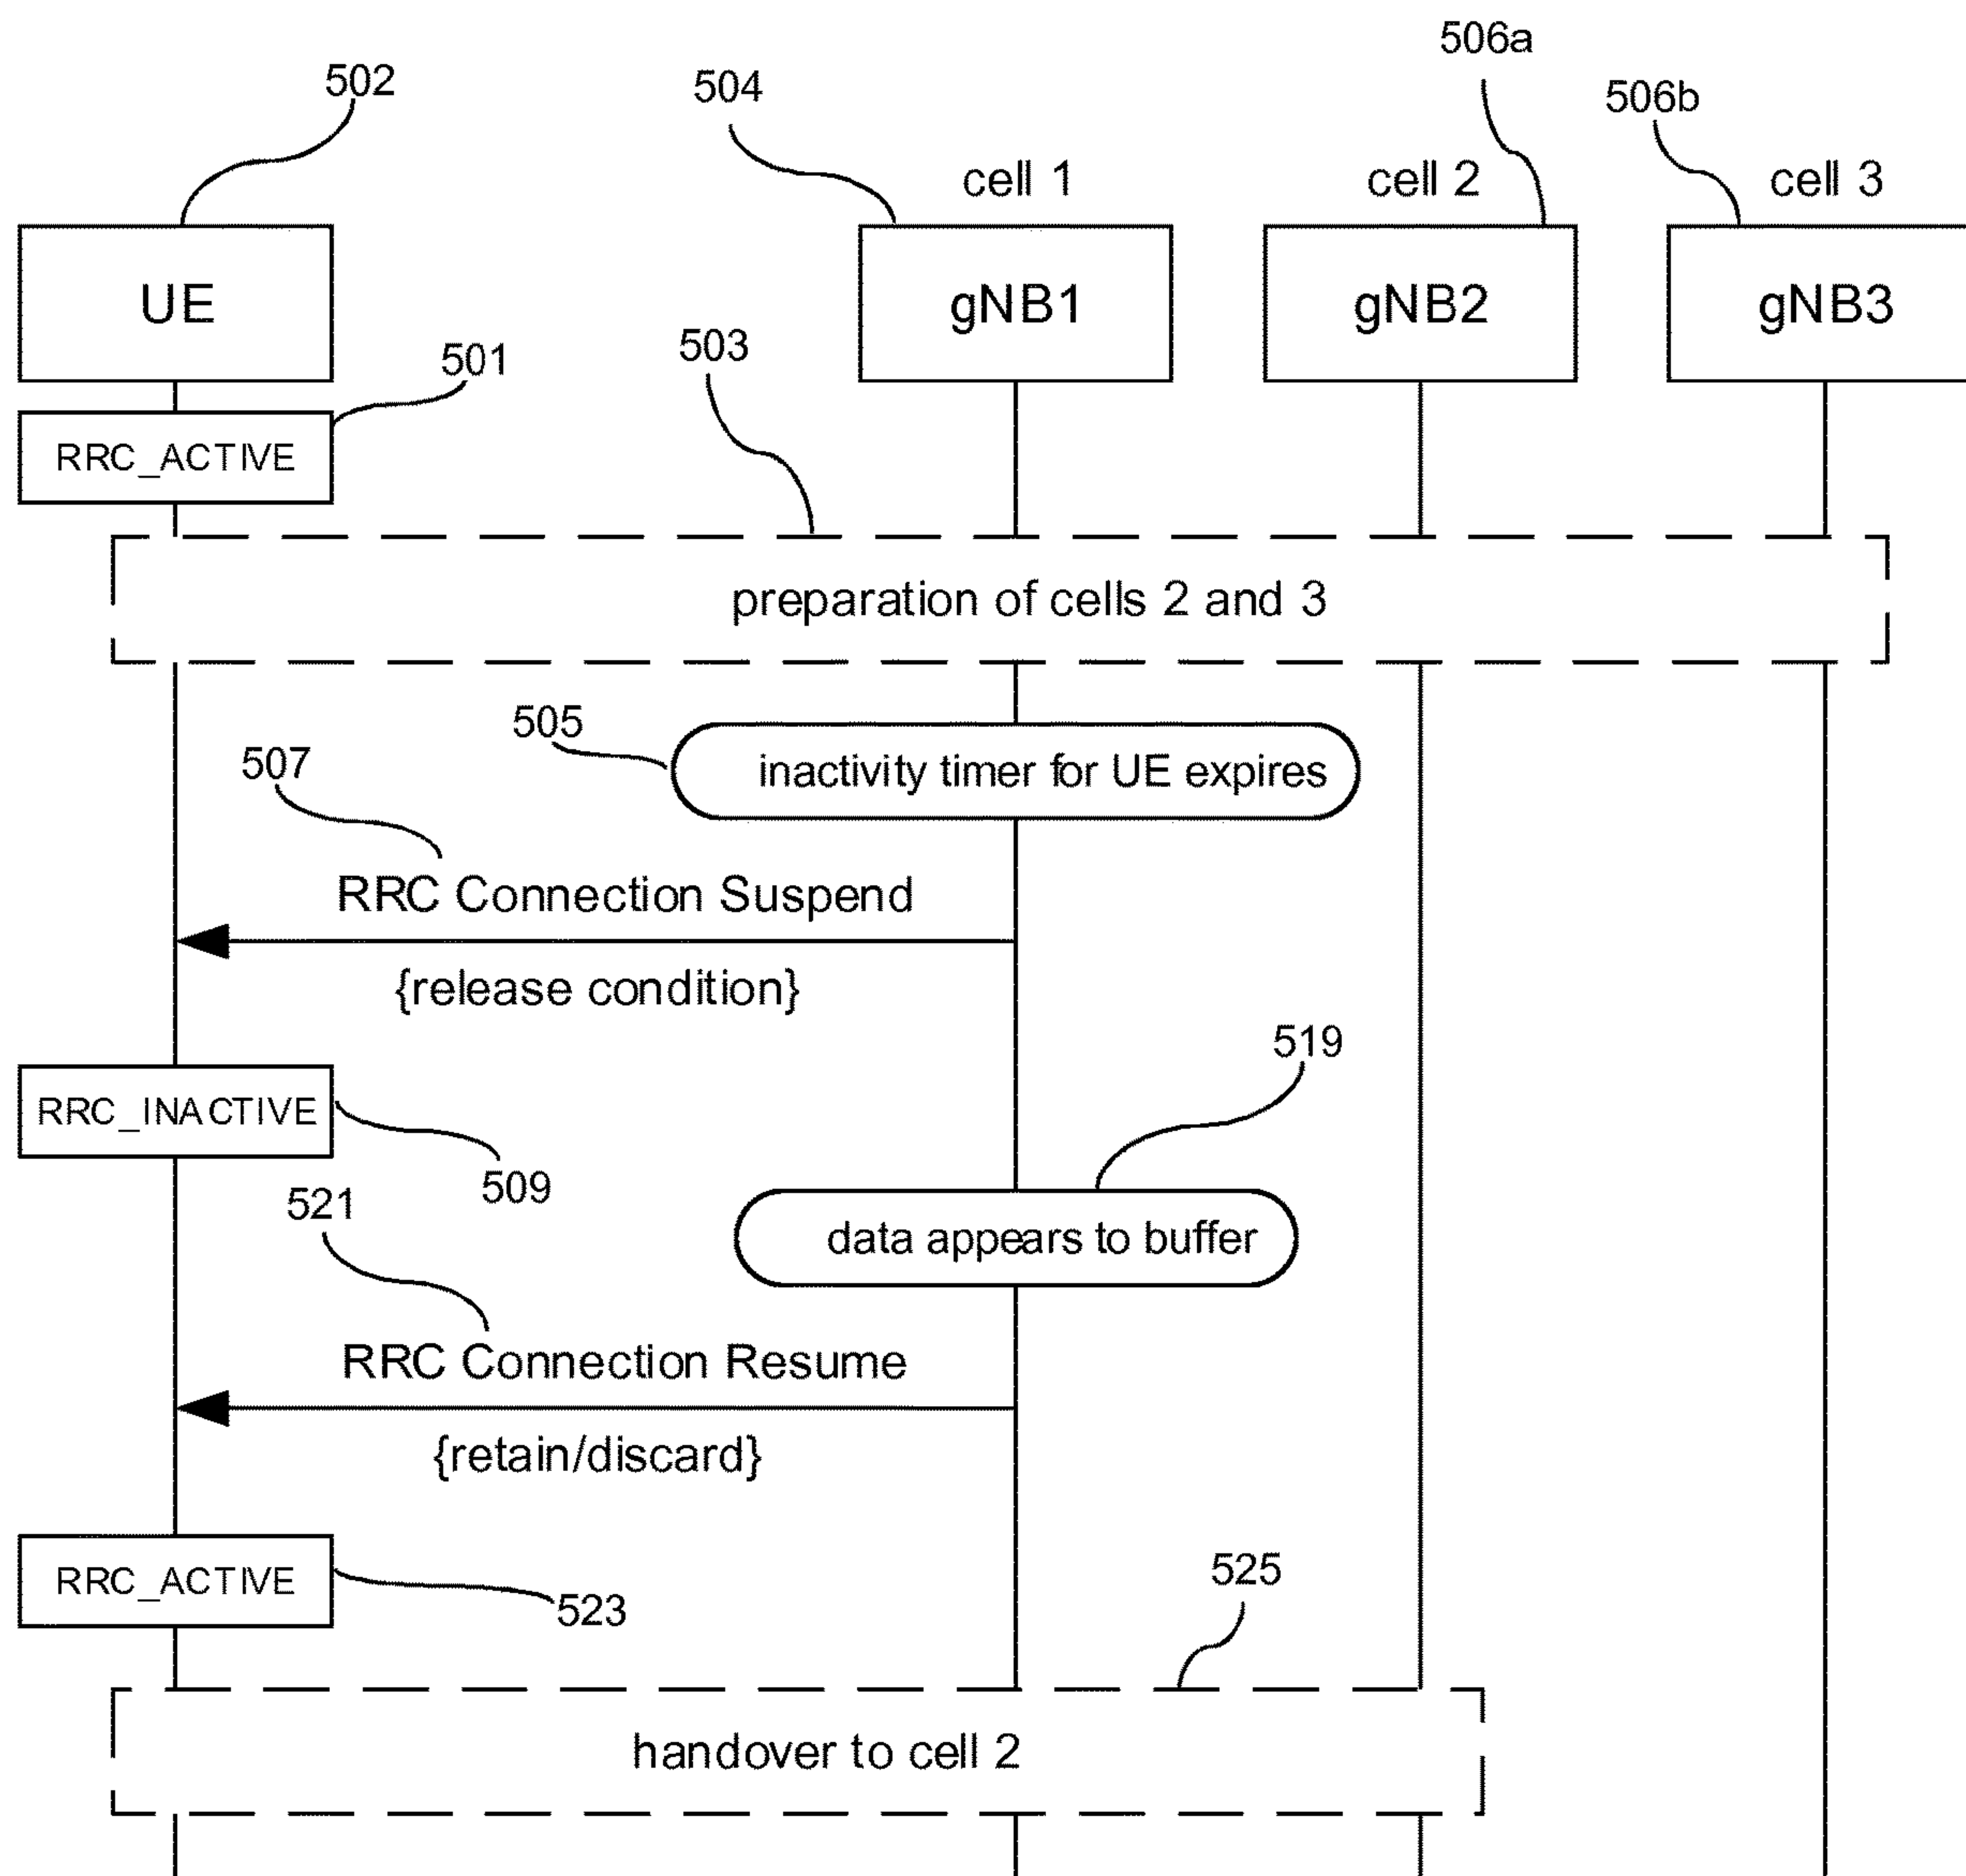 506a
502
504
506b
cell 1
cell 2
cell 3
UE
gNB1
gNB2
gNB3
501
503
RRC_ACTIVE
preparation of cells 2 and 3
505
507
inactivity timer for UE expires
RRC Connection Suspend
{release condition}
519
RRC_INACTIVE
509
521
data appears to buffer
RRC Connection Resume
{retain/discard}
RRC_ACTIVE
525
523
handover to cell 2